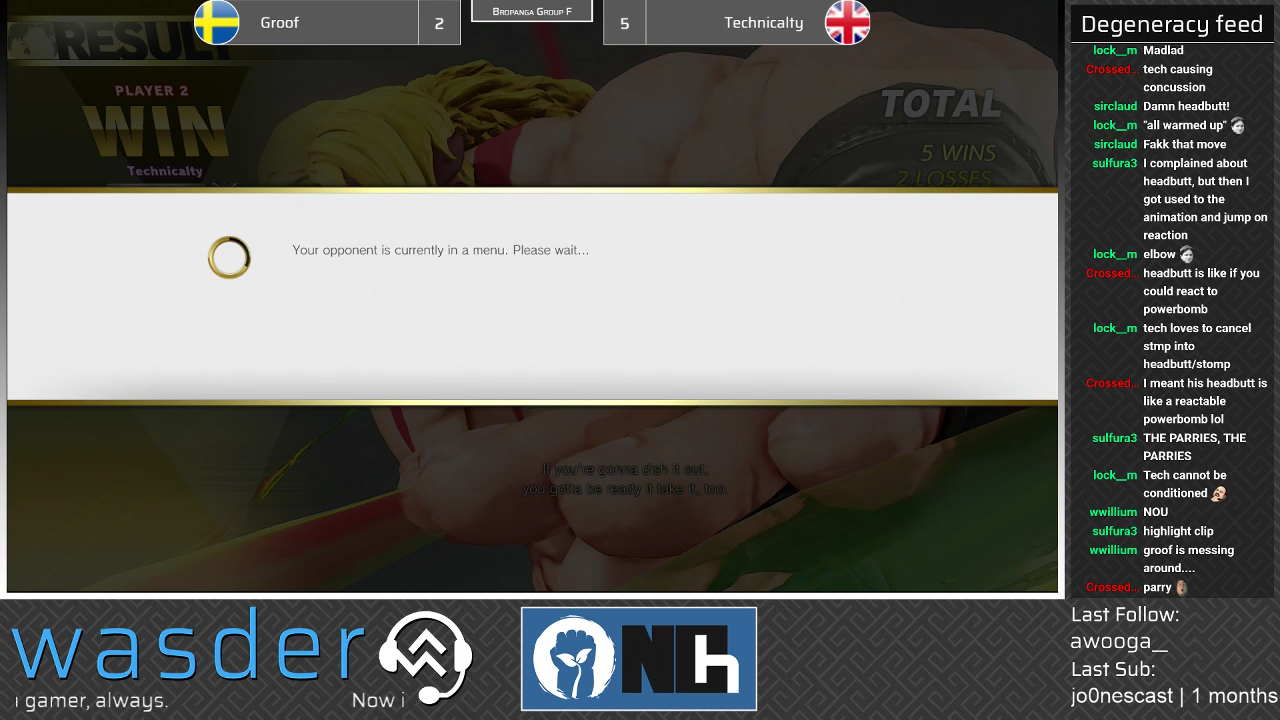 Groof
2
Bropanga Group F
5
Technicalty
RESULT
PLAYER 2
WIN
Technicalty
TOTAL
5 WINS
2 LOSSES
Your opponent is currently in a menu. Please wait...
If you're gonna dish it out,
you gotta be ready it take it, too.
Degeneracy feed
lock__m Madlad
Crossed... tech causing
concussion
sirclaud Damn headbutt!
lock__m "all warmed up"
sirclaud Fakk that move
sulfura3 I complained about
headbutt, but then I
got used to the
animation and jump on
reaction
lock__m elbow
Crossed... headbutt is like if you
could react to
powerbomb
lock__m tech loves to cancel
stmp into
headbutt/stomp
Crossed... I meant his headbutt is
like a reactable
powerbomb lol
sulfura3 THE PARRIES, THE
PARRIES
lock__m Tech cannot be
conditioned
wwillium NOU
sulfura3 highlight clip
wwillium groof is messing
around....
Crossed... parry
wasder
gamer, always.
Now i
NCh
Last Follow:
awooga__
Last Sub:
jo0nescast | 1 months